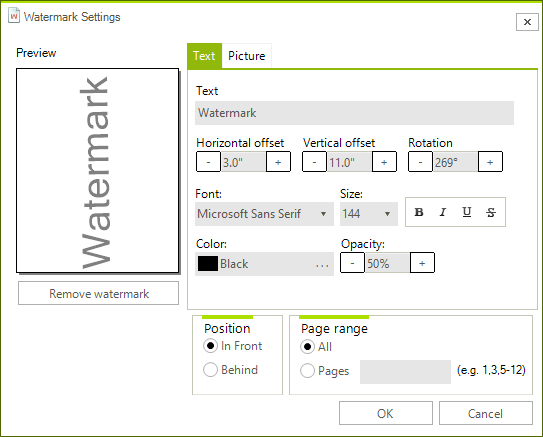 Watermark Settings
Preview
Watermark
Remove watermark
Text Picture
Text
Watermark
Horizontal offset Vertical offset Rotation
- 3.0" + - 11.0" + - 269° +
Font: Size:
Microsoft Sans Serif 144 B I U S
Color: Opacity:
Black ... - 50% +
Position
In Front
Behind
Page range
All
Pages (e.g. 1,3,5-12)
OK Cancel